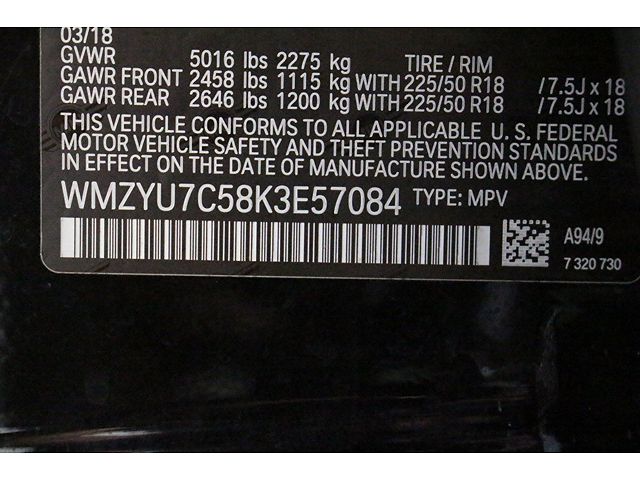 03/18
GVWR 5016 lbs 2275 kg TIRE / RIM
GAWR FRONT 2458 lbs 1115 kg WITH 225/50 R18 /7.5J x 18
GAWR REAR 2646 lbs 1200 kg WITH 225/50 R18 /7.5J x 18
THIS VEHICLE CONFORMS TO ALL APPLICABLE U. S. FEDERAL
MOTOR VEHICLE SAFETY AND THEFT PREVENTION STANDARDS
IN EFFECT ON THE DATE OF MANUFACTURE SHOWN ABOVE.
WMZYU7C58K3E57084 TYPE: MPV
A94/9
7 320 730